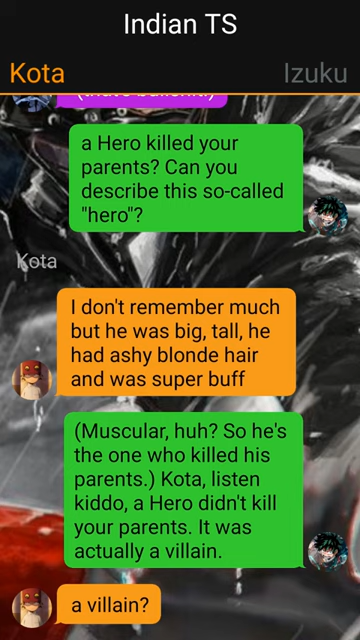 Indian TS
Kota Izuku
(that's bullshit!)
a Hero killed your
parents? Can you
describe this so-called
"hero"?
Kota
I don't remember much
but he was big, tall, he
had ashy blonde hair
and was super buff
(Muscular, huh? So he's
the one who killed his
parents.) Kota, listen
kiddo, a Hero didn't kill
your parents. It was
actually a villain.
a villain?